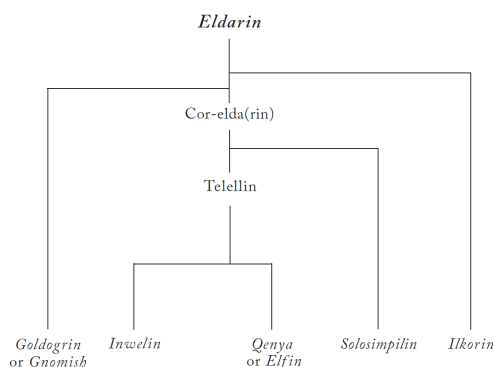 Eldarin
Cor-elda(rin)
Telellin
Goldogrin
or Gnomish
Inwelin
Qenya
or Elfin
Solosimpilin
Ilkorin